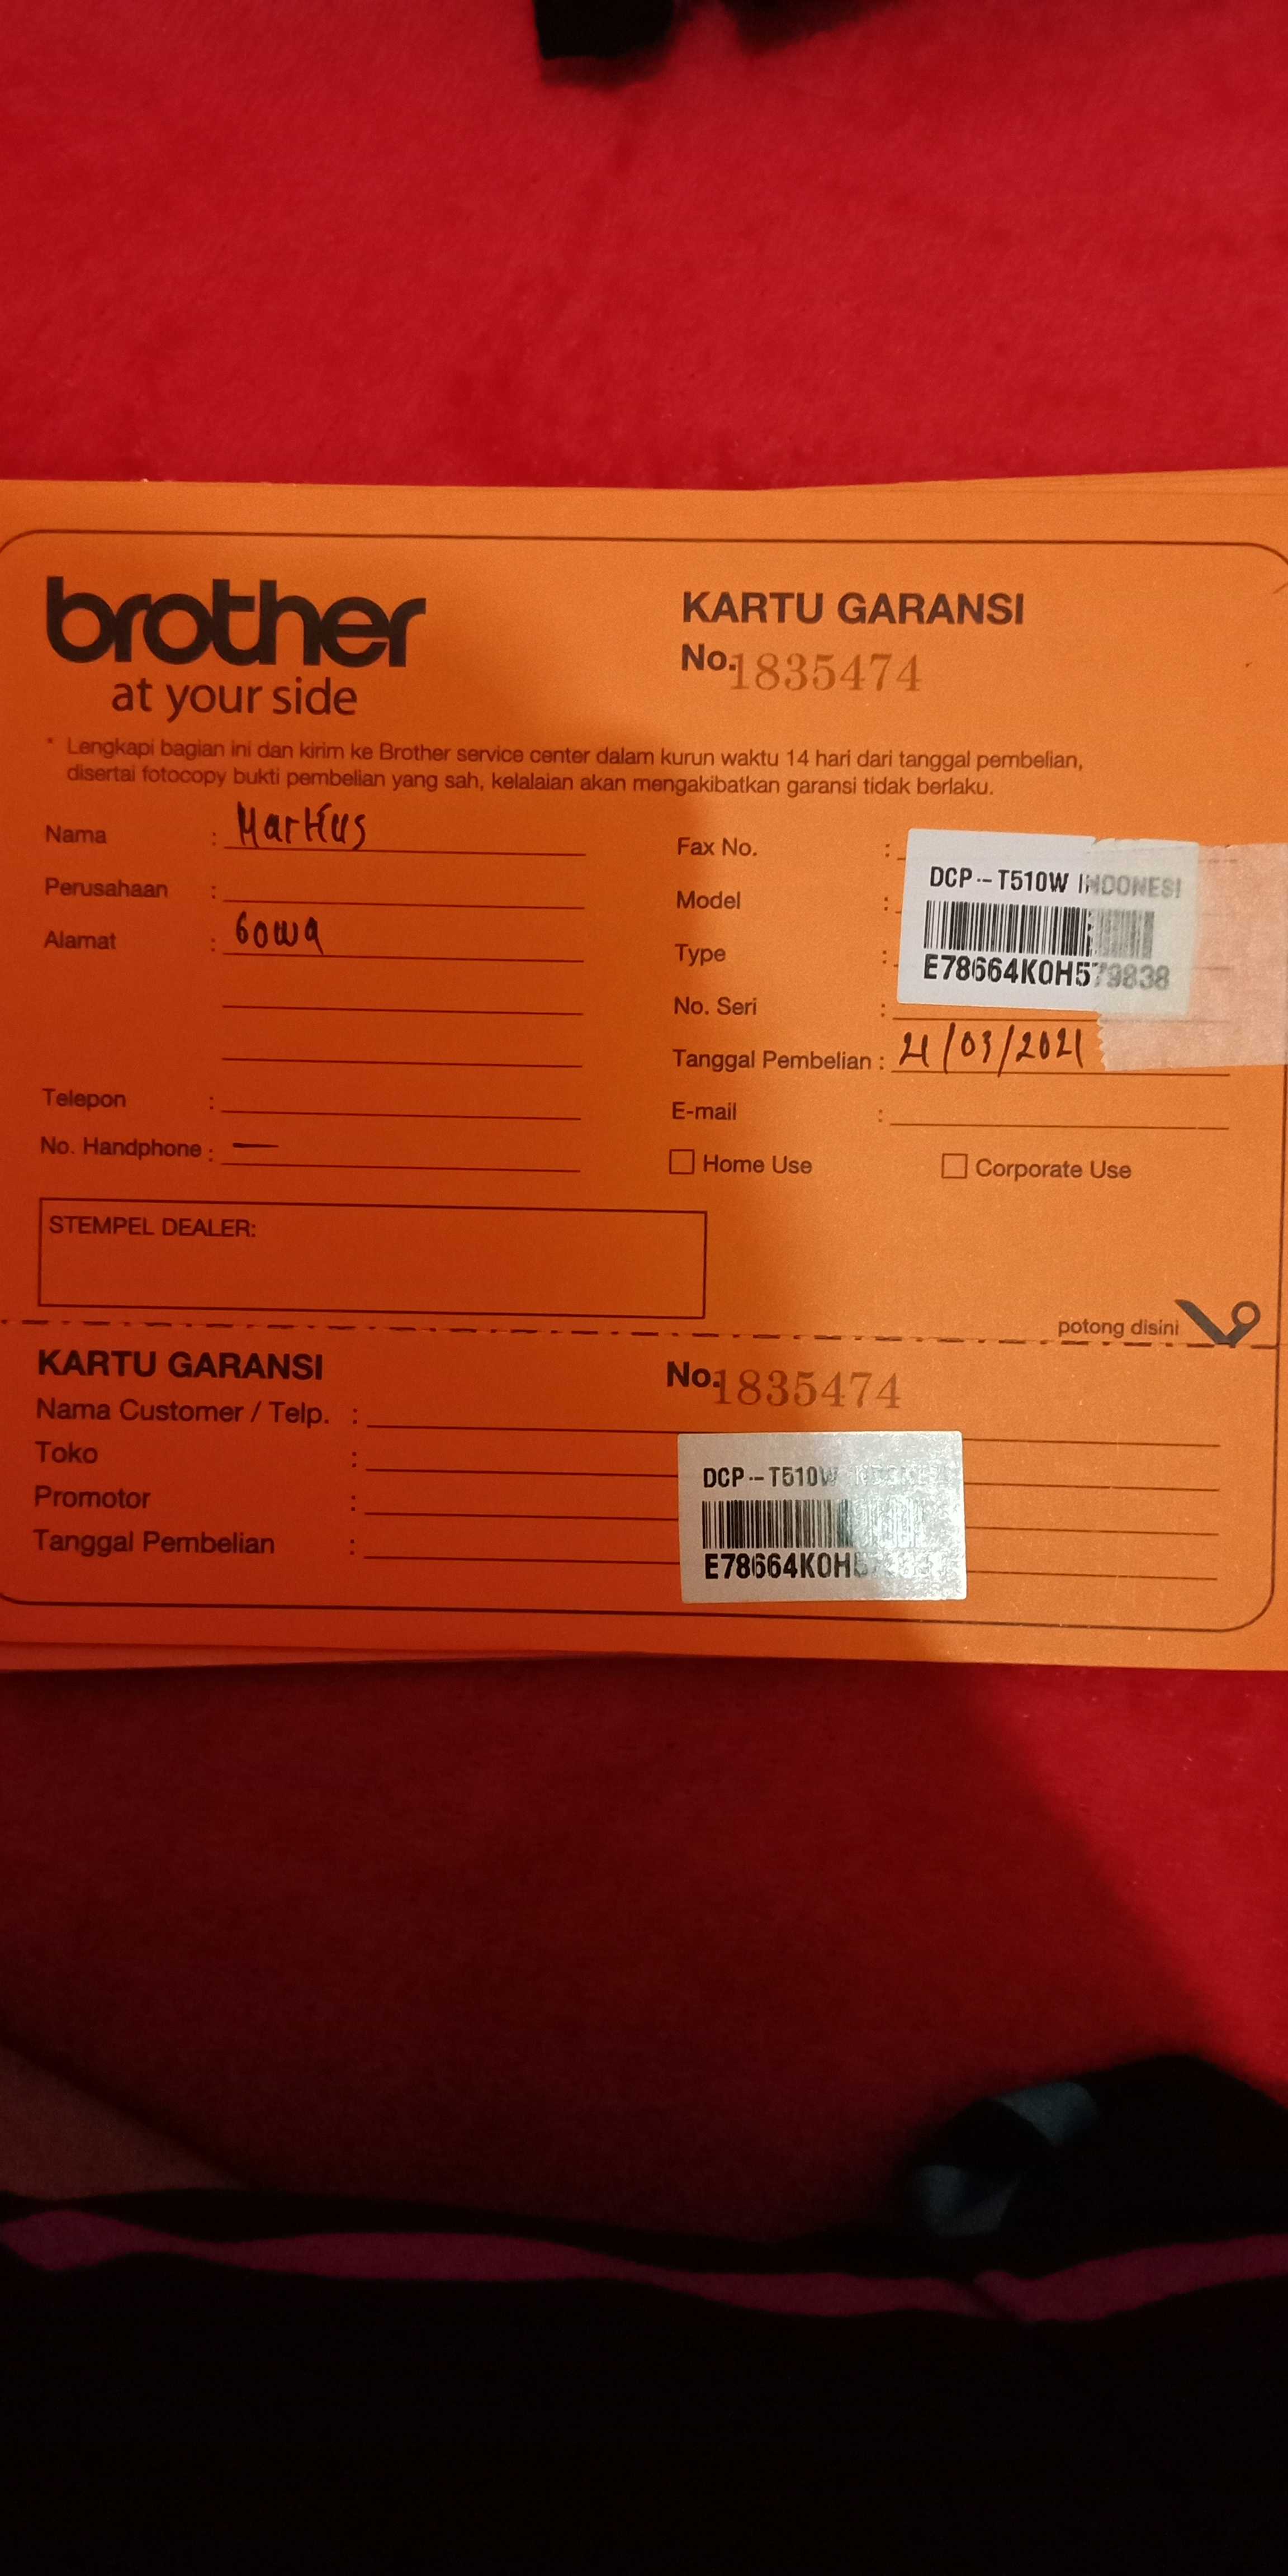 brother
at your side
KARTU GARANSI
No. 1835474
* Lengkapi bagian ini dan kirim ke Brother service center dalam kurun waktu 14 hari dari tanggal pembelian,
disertai fotocopy bukti pembelian yang sah, kelalaian akan mengakibatkan garansi tidak berlaku.
Nama : Markus
Perusahaan :
Alamat : Gowa
Telepon :
No. Handphone : —
Fax No. :
Model :
Type :
No. Seri :
DCP-T510W INDONESI
E78664K0H579838
Tanggal Pembelian : 21/03/2021
E-mail :
Home Use
Corporate Use
STEMPEL DEALER:
potong disini
KARTU GARANSI
No. 1835474
Nama Customer / Telp. :
Toko :
Promotor :
Tanggal Pembelian :
DCP-T510W